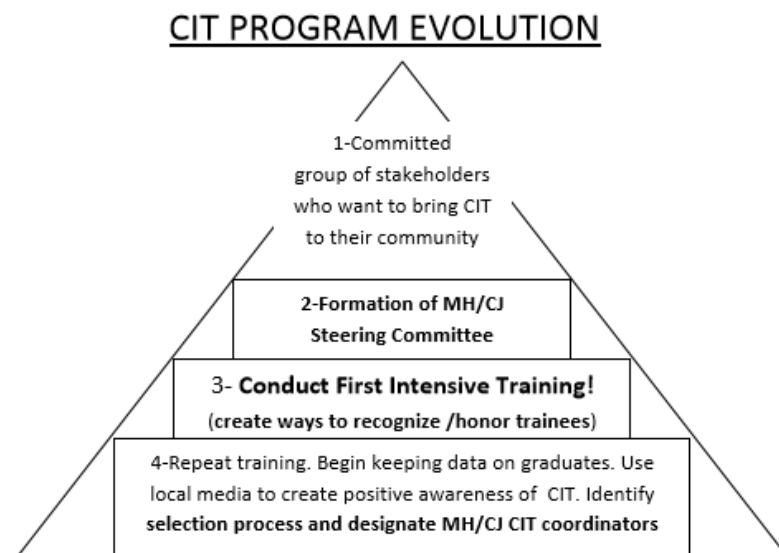 CIT PROGRAM EVOLUTION
1-Committed
group of stakeholders
who want to bring CIT
to their community
2-Formation of MH/CJ
Steering Committee
3- Conduct First Intensive Training!
(create ways to recognize /honor trainees)
4-Repeat training. Begin keeping data on graduates. Use
local media to create positive awareness of  CIT. Identify
selection process and designate MH/CJ CIT coordinators